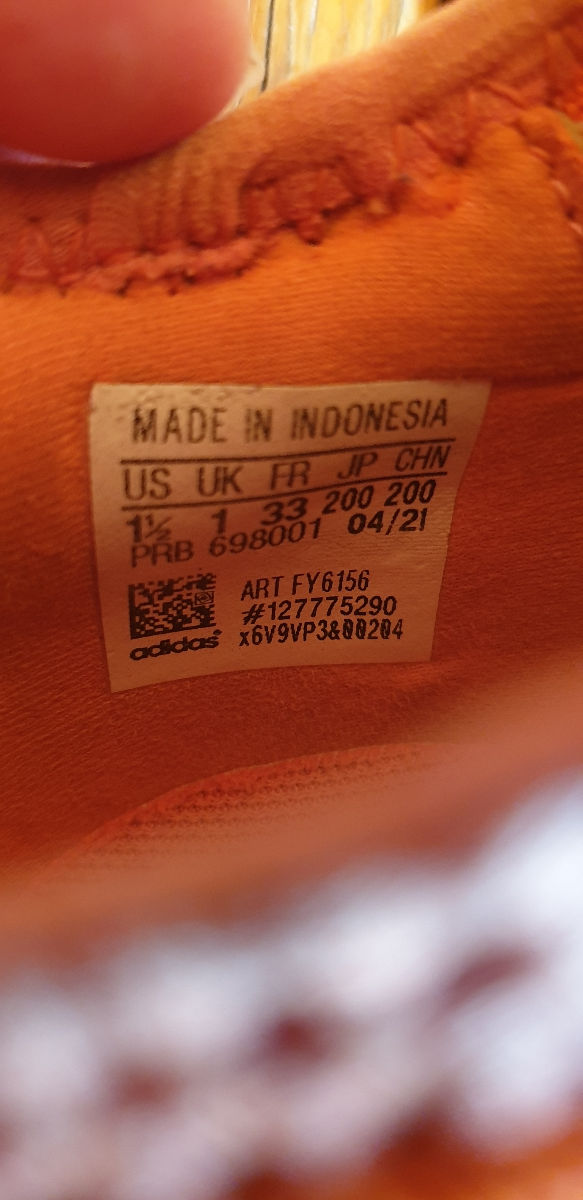 MADE IN INDONESIA
US UK FR JP CHN
1½ 1 33 200 200
PRB 698001 04/21
ART FY6156
#127775290
x6V9VP3&00204
adidas